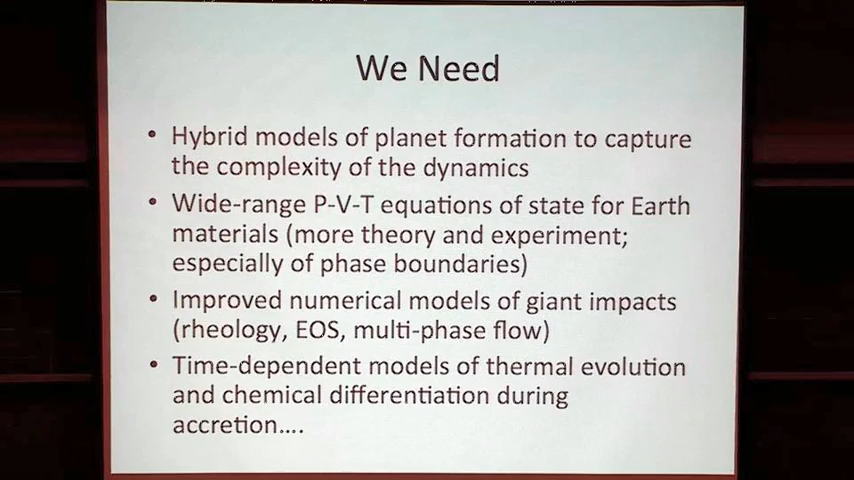 We Need
• Hybrid models of planet formation to capture
the complexity of the dynamics
• Wide-range P-V-T equations of state for Earth
materials (more theory and experiment;
especially of phase boundaries)
• Improved numerical models of giant impacts
(rheology, EOS, multi-phase flow)
• Time-dependent models of thermal evolution
and chemical differentiation during
accretion....